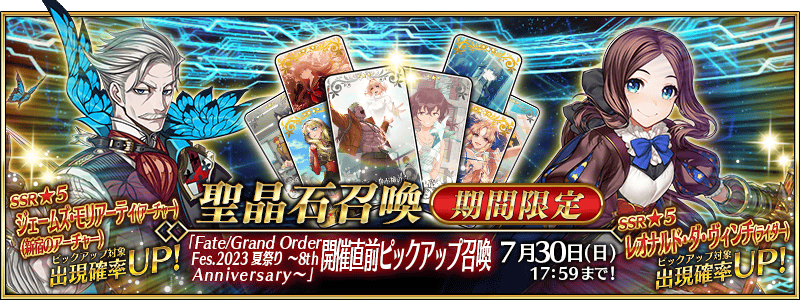 聖晶石召喚 期間限定
SSR★5
ジェームズ・モリアーティ(アーチャー)
(新宿のアーチャー)
ピックアップ対象
出現確率UP!
「Fate/Grand Order
Fes.2023 夏祭り ～8th
Anniversary～」
開催直前ピックアップ召喚
7月30日(日)
17:59まで!
SSR★5
レオナルド・ダ・ヴィンチ(ライダー)
ピックアップ対象
出現確率UP!